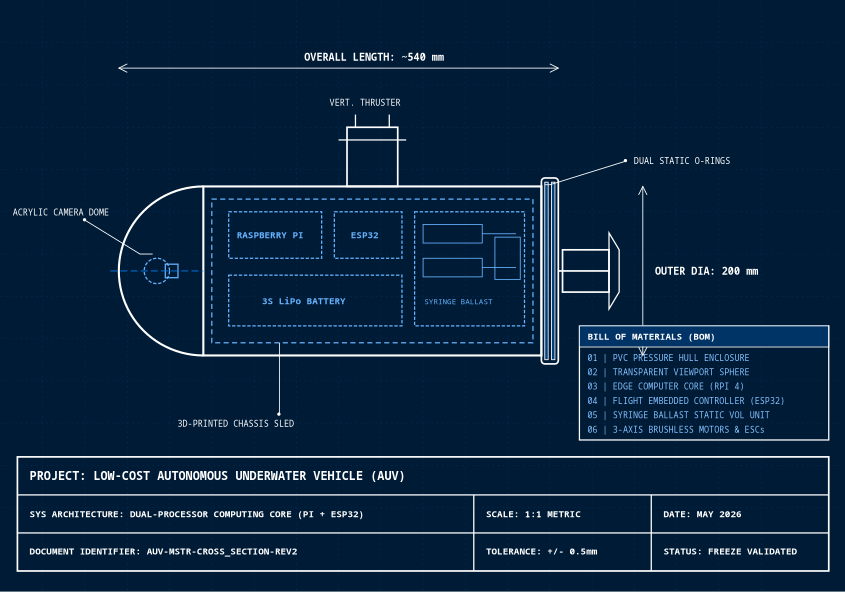 OVERALL LENGTH: ~540 mm
VERT. THRUSTER
DUAL STATIC O-RINGS
ACRYLIC CAMERA DOME
RASPBERRY PI
ESP32
OUTER DIA: 200 mm
3S LiPo BATTERY
SYRINGE BALLAST
BILL OF MATERIALS (BOM)
01 | PVC PRESSURE HULL ENCLOSURE
02 | TRANSPARENT VIEWPORT SPHERE
03 | EDGE COMPUTER CORE (RPI 4)
04 | FLIGHT EMBEDDED CONTROLLER (ESP32)
05 | SYRINGE BALLAST STATIC VOL UNIT
06 | 3-AXIS BRUSHLESS MOTORS & ESCs
3D-PRINTED CHASSIS SLED
PROJECT: LOW-COST AUTONOMOUS UNDERWATER VEHICLE (AUV)
SYS ARCHITECTURE: DUAL-PROCESSOR COMPUTING CORE (PI + ESP32)
SCALE: 1:1 METRIC
DATE: MAY 2026
DOCUMENT IDENTIFIER: AUV-MSTR-CROSS_SECTION-REV2
TOLERANCE: +/- 0.5mm
STATUS: FREEZE VALIDATED